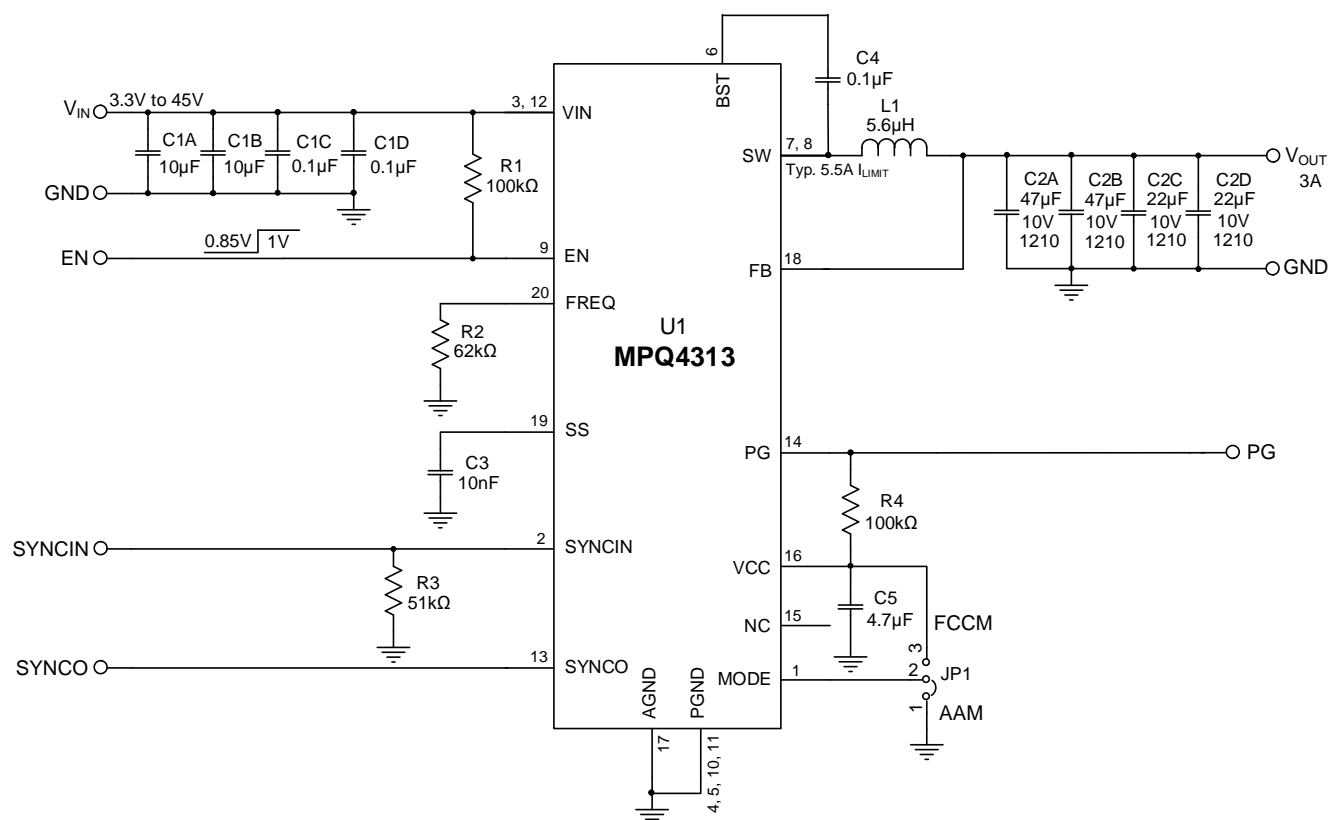 6
BST
C4
0.1µF
VIN
3.3V to 45V
3, 12
VIN
C1A
10µF
C1B
10µF
C1C
0.1µF
C1D
0.1µF
R1
100kΩ
GND
L1
5.6µH
SW
7, 8
Typ. 5.5A ILIMIT
VOUT
3A
C2A
47µF
10V
1210
C2B
47µF
10V
1210
C2C
22µF
10V
1210
C2D
22µF
10V
1210
EN
0.85V
1V
9
EN
FB
18
GND
20
FREQ
R2
62kΩ
U1
MPQ4313
19
SS
C3
10nF
PG
14
PG
R4
100kΩ
SYNCIN
2
SYNCIN
R3
51kΩ
VCC
16
C5
4.7µF
NC
15
FCCM
3
2
JP1
1
AAM
MODE
1
SYNCO
13
SYNCO
AGND
PGND
17
4, 5, 10, 11